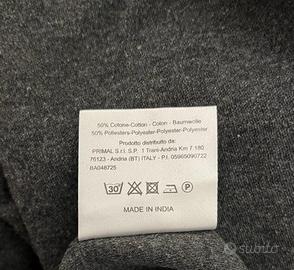 50% Cotone-Cotton - Coton - Baumwolle
50% Poliesters-Polyester-Polyester-Polyester
Prodotto distribuito da:
PRIMAL S.r.l. S.P. 1 Trani-Andria Km 7.180
76123 - Andria (BT) ITALY - P.I. 05965090722
BA048725
30
P
MADE IN INDIA
subito